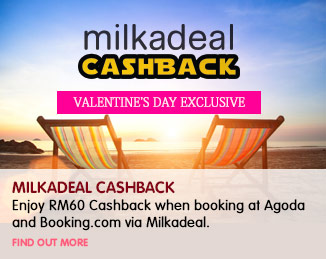 milkadeal
CASHBACK
VALENTINE'S DAY EXCLUSIVE
MILKADEAL CASHBACK
Enjoy RM60 Cashback when booking at Agoda
and Booking.com via Milkadeal.
FIND OUT MORE